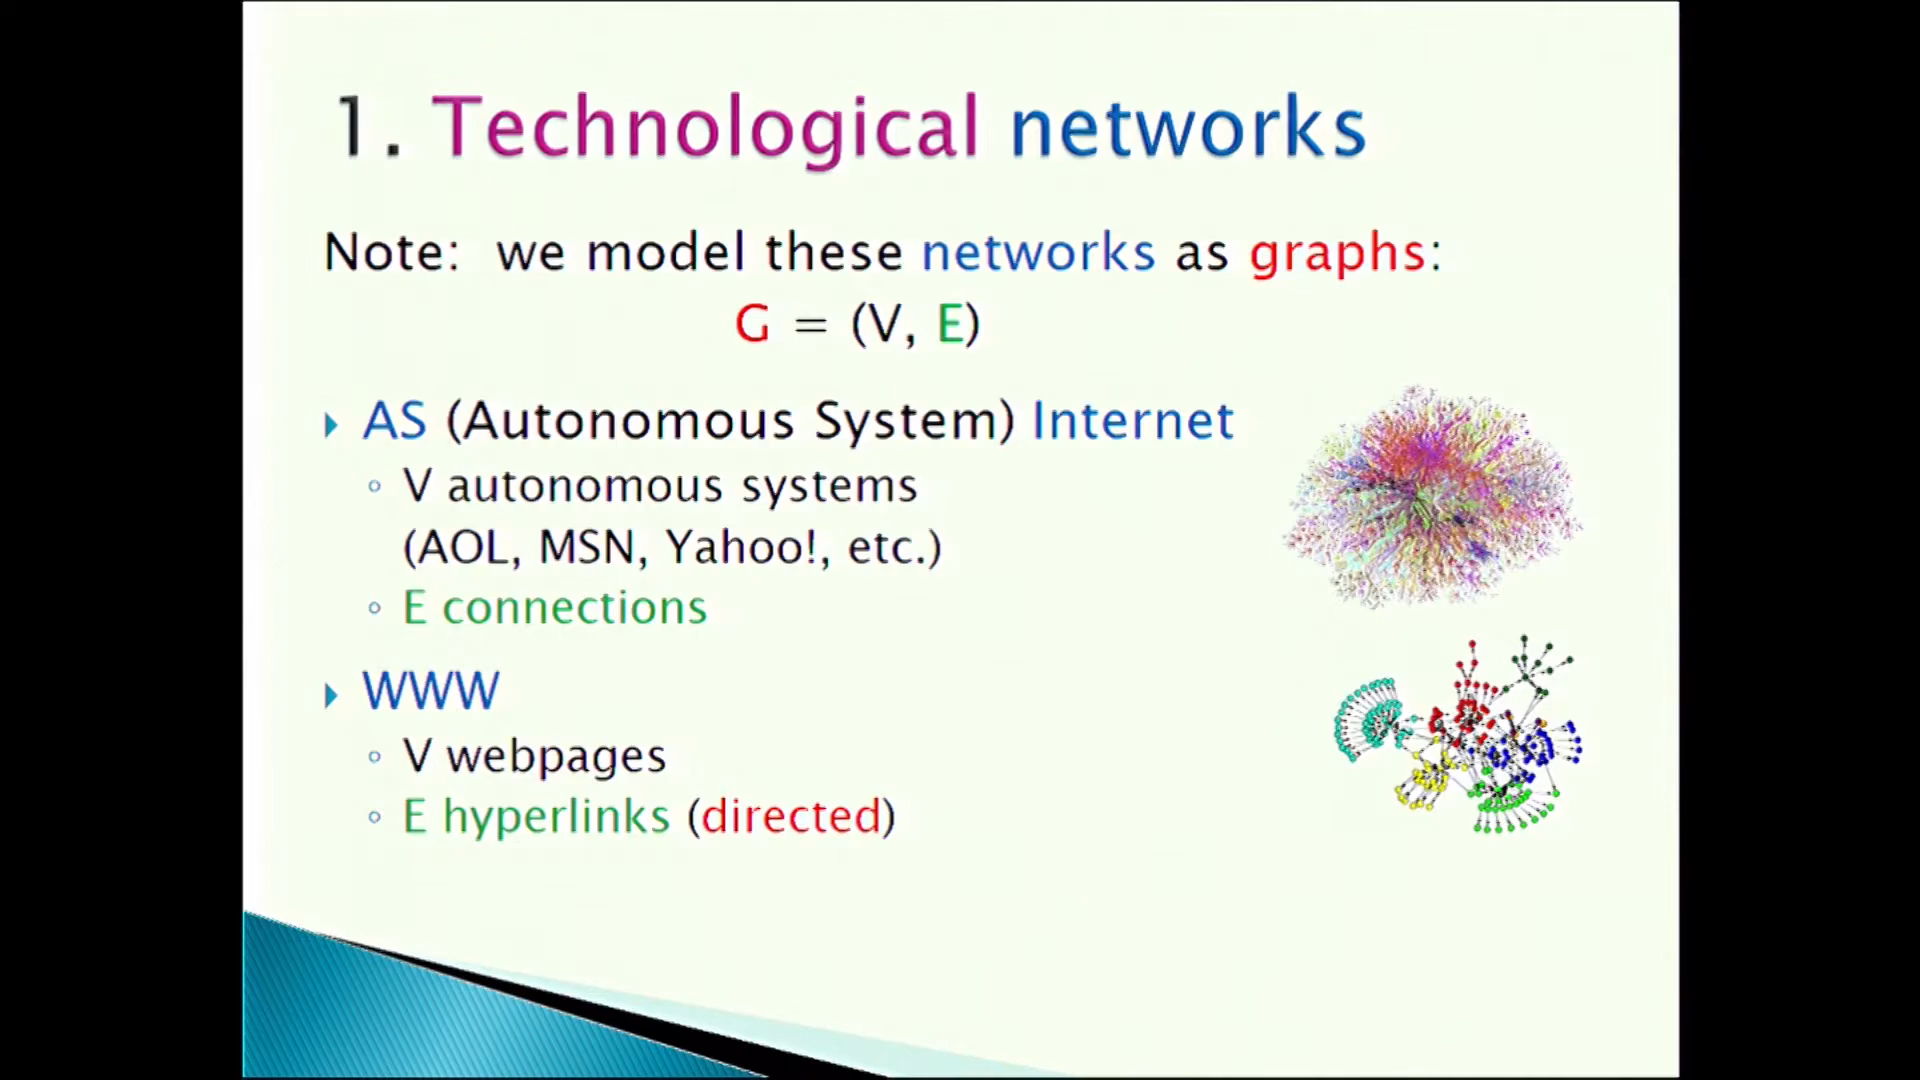 1. Technological networks
Note: we model these networks as graphs:
G = (V, E)
AS (Autonomous System) Internet
V autonomous systems
(AOL, MSN, Yahoo!, etc.)
E connections
WWW
V webpages
E hyperlinks (directed)